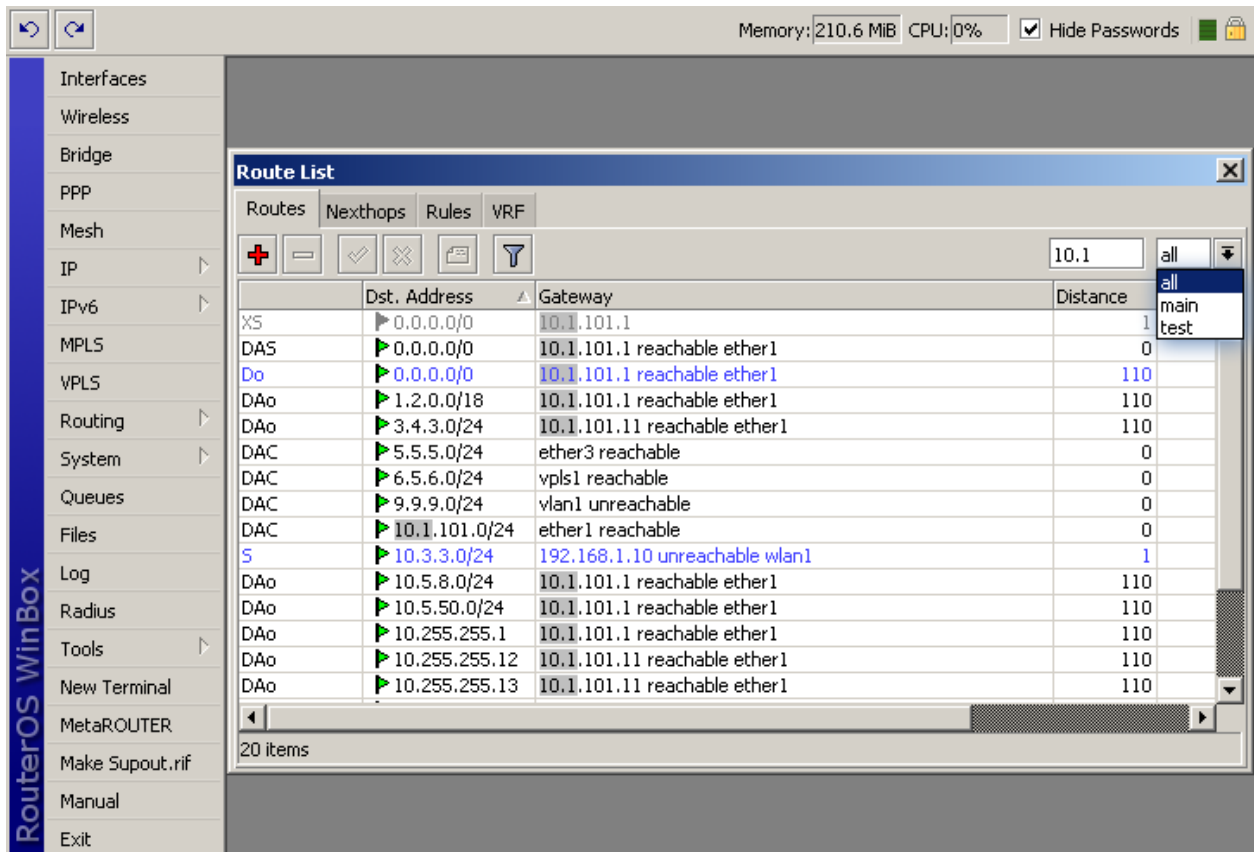 Memory: 210.6 MiB CPU: 0% Hide Passwords
RouterOS WinBox
Interfaces
Wireless
Bridge
PPP
Mesh
IP
IPv6
MPLS
VPLS
Routing
System
Queues
Files
Log
Radius
Tools
New Terminal
MetaROUTER
Make Supout.rif
Manual
Exit
Route List
Routes Nexthops Rules VRF
10.1 all
all
main
test
Dst. Address Gateway Distance
XS 0.0.0.0/0 10.1.101.1 1
DAS 0.0.0.0/0 10.1.101.1 reachable ether1 0
Do 0.0.0.0/0 10.1.101.1 reachable ether1 110
DAo 1.2.0.0/18 10.1.101.1 reachable ether1 110
DAo 3.4.3.0/24 10.1.101.11 reachable ether1 110
DAC 5.5.5.0/24 ether3 reachable 0
DAC 6.5.6.0/24 vpls1 reachable 0
DAC 9.9.9.0/24 vlan1 unreachable 0
DAC 10.1.101.0/24 ether1 reachable 0
S 10.3.3.0/24 192.168.1.10 unreachable wlan1 1
DAo 10.5.8.0/24 10.1.101.1 reachable ether1 110
DAo 10.5.50.0/24 10.1.101.1 reachable ether1 110
DAo 10.255.255.1 10.1.101.1 reachable ether1 110
DAo 10.255.255.12 10.1.101.11 reachable ether1 110
DAo 10.255.255.13 10.1.101.11 reachable ether1 110
20 items